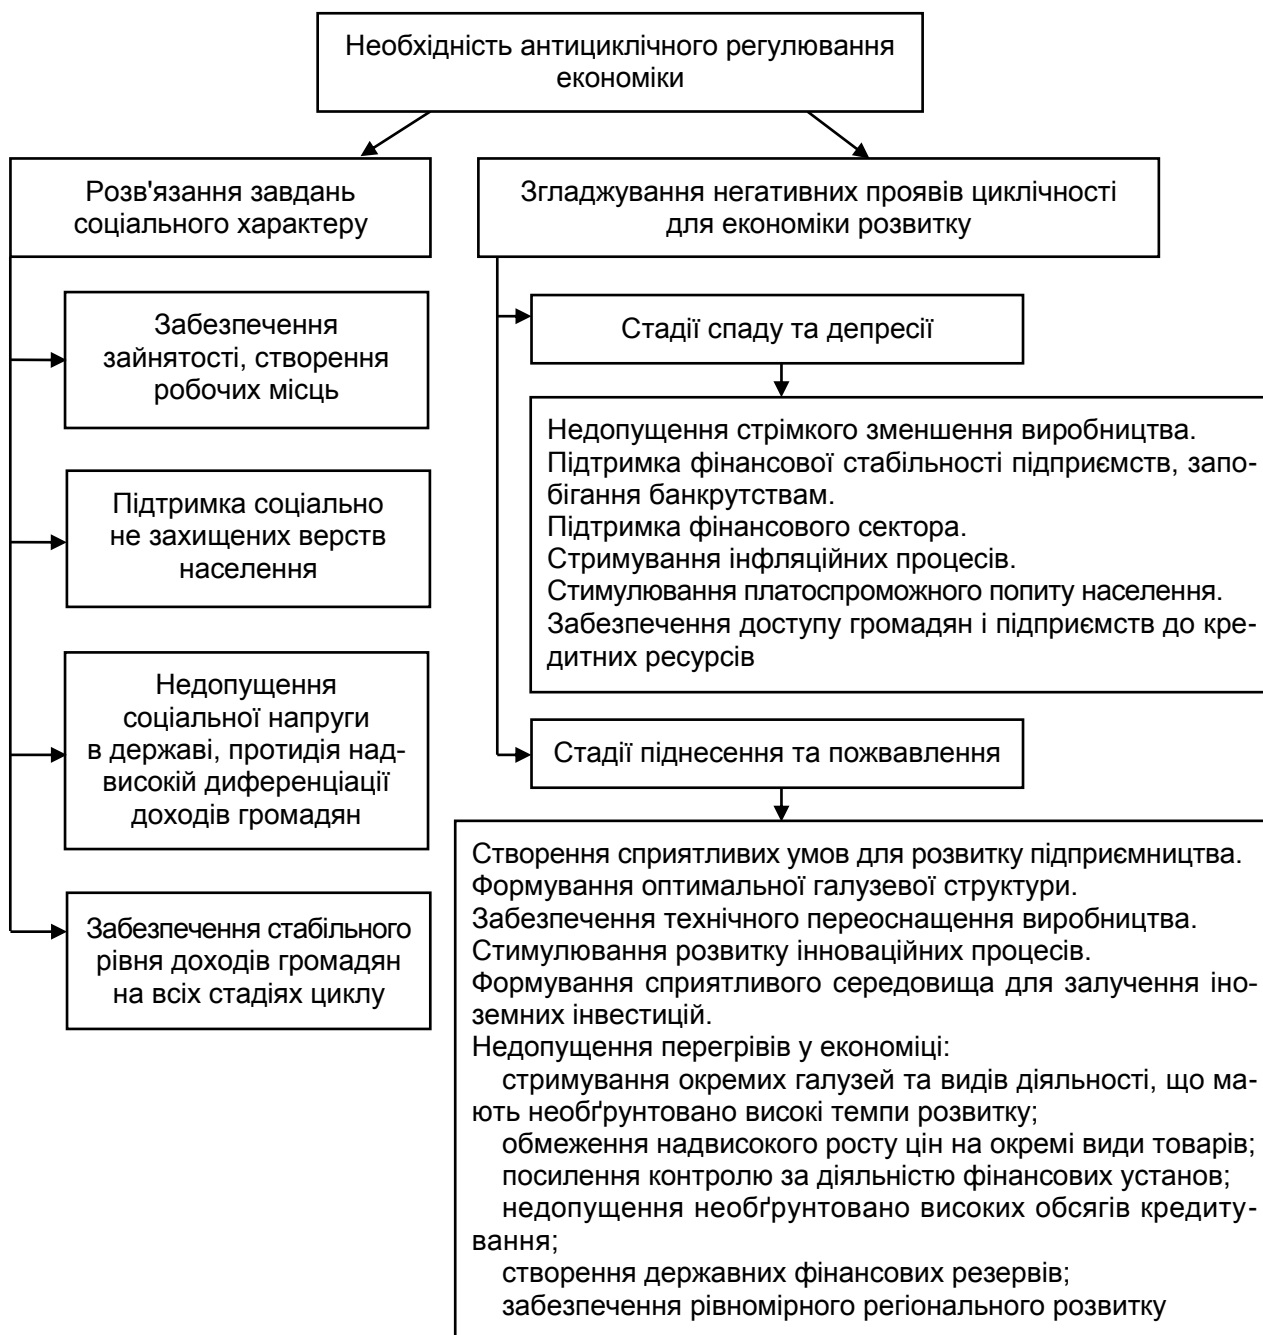 Необхідність антициклічного регулювання
економіки
Розв'язання завдань
соціального характеру
Забезпечення
зайнятості, створення
робочих місць
Підтримка соціально
не захищених верств
населення
Недопущення
соціальної напруги
в державі, протидія над-
високій диференціації
доходів громадян
Забезпечення стабільного
рівня доходів громадян
на всіх стадіях циклу
Згладжування негативних проявів циклічності
для економіки розвитку
Стадії спаду та депресії
Недопущення стрімкого зменшення виробництва.
Підтримка фінансової стабільності підприємств, запо-
бігання банкрутствам.
Підтримка фінансового сектора.
Стримування інфляційних процесів.
Стимулювання платоспроможного попиту населення.
Забезпечення доступу громадян і підприємств до кре-
дитних ресурсів
Стадії піднесення та пожвавлення
Створення сприятливих умов для розвитку підприємництва.
Формування оптимальної галузевої структури.
Забезпечення технічного переоснащення виробництва.
Стимулювання розвитку інноваційних процесів.
Формування сприятливого середовища для залучення іно-
земних інвестицій.
Недопущення перегрівів у економіці:
стримування окремих галузей та видів діяльності, що ма-
ють необґрунтовано високі темпи розвитку;
обмеження надвисокого росту цін на окремі види товарів;
посилення контролю за діяльністю фінансових установ;
недопущення необґрунтовано високих обсягів кредиту-
вання;
створення державних фінансових резервів;
забезпечення рівномірного регіонального розвитку